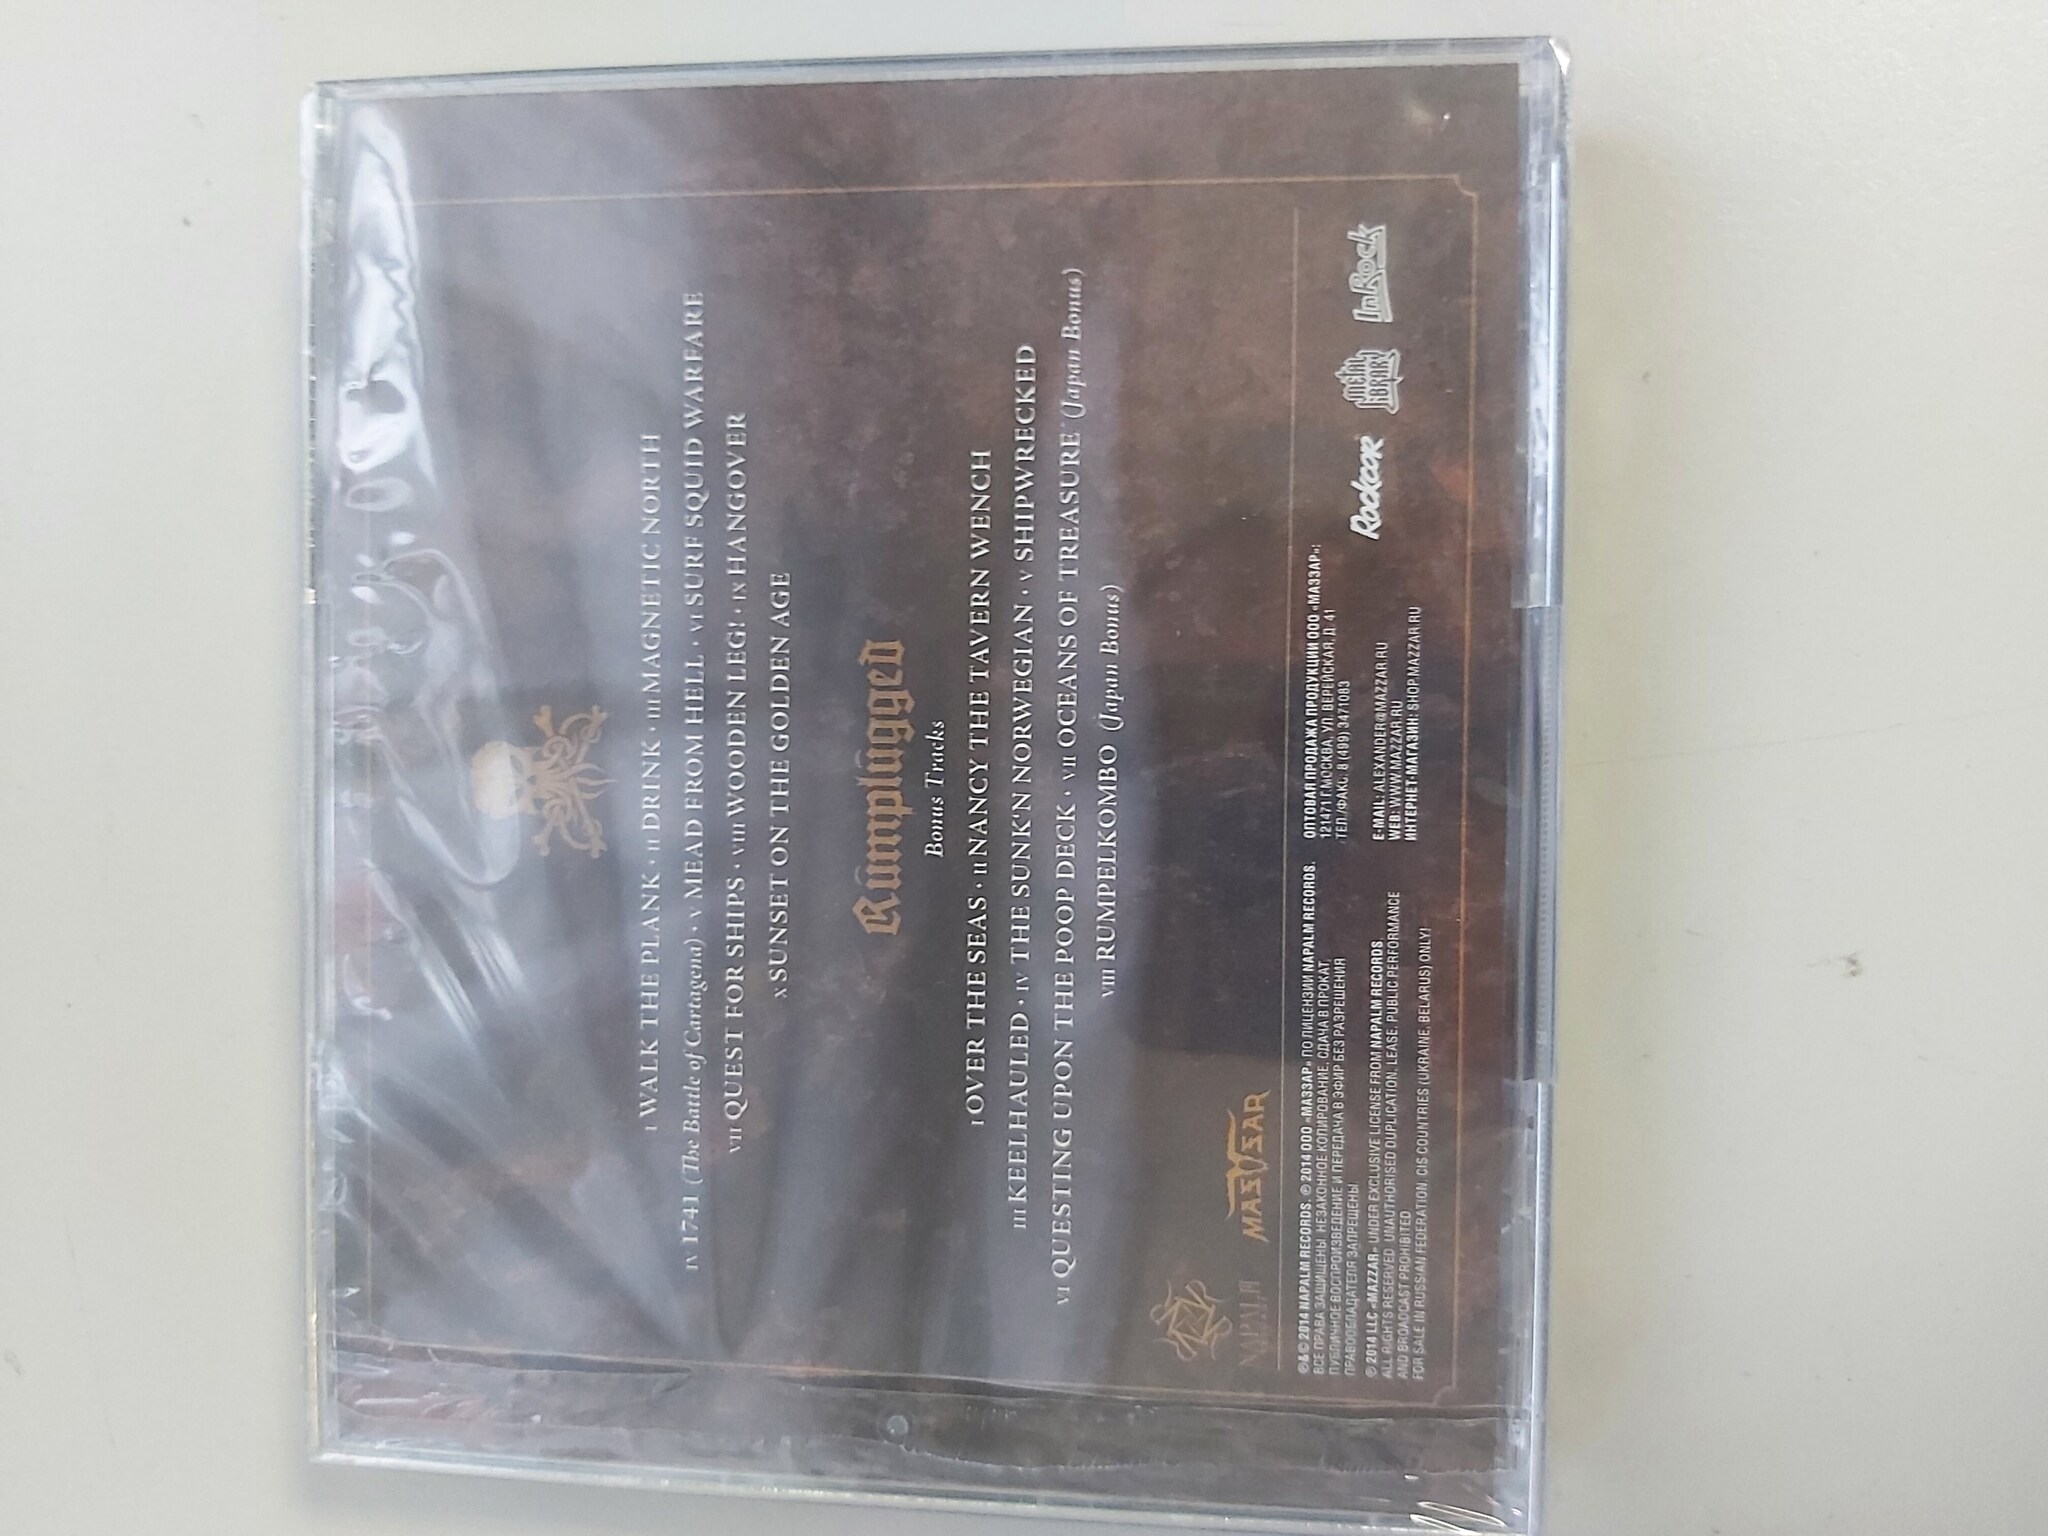 I WALK THE PLANK · II DRINK · III MAGNETIC NORTH
IV 1741 (The Battle of Cartagena) · V MEAD FROM HELL · VI SURF SQUID WARFARE
VII QUEST FOR SHIPS · VIII WOODEN LEG! · IX HANGOVER
X SUNSET ON THE GOLDEN AGE
Rumplugged
Bonus Tracks
I OVER THE SEAS · II NANCY THE TAVERN WENCH
III KEELHAULED · IV THE SUNK'N NORWEGIAN · V SHIPWRECKED
VI QUESTING UPON THE POOP DECK · VII OCEANS OF TREASURE (Japan Bonus)
VIII RUMPELKOMBO (Japan Bonus)
NAPALM
MAZZAR
℗&© 2014 NAPALM RECORDS. ℗ 2014 ООО «МАЗЗАР» ПО ЛИЦЕНЗИИ NAPALM RECORDS.
ВСЕ ПРАВА ЗАЩИЩЕНЫ. НЕЗАКОННОЕ КОПИРОВАНИЕ, СДАЧА В ПРОКАТ,
ПУБЛИЧНОЕ ВОСПРОИЗВЕДЕНИЕ И ПЕРЕДАЧА В ЭФИР БЕЗ РАЗРЕШЕНИЯ
ПРАВООБЛАДАТЕЛЯ ЗАПРЕЩЕНЫ
℗ 2014 LLC «MAZZAR» UNDER EXCLUSIVE LICENSE FROM NAPALM RECORDS
ALL RIGHTS RESERVED. UNAUTHORISED DUPLICATION, LEASE, PUBLIC PERFORMANCE
AND BROADCAST PROHIBITED
FOR SALE IN RUSSIAN FEDERATION, CIS COUNTRIES (UKRAINE, BELARUS) ONLY!
ОПТОВАЯ ПРОДАЖА ПРОДУКЦИИ ООО «МАЗЗАР»:
121471 Г.МОСКВА, УЛ. ВЕРЕЙСКАЯ, Д. 41
ТЕЛ/ФАКС: 8 (499) 3471083
E-MAIL: ALEXANDER@MAZZAR.RU
WEB: WWW.MAZZAR.RU
ИНТЕРНЕТ-МАГАЗИН: SHOP.MAZZAR.RU
Rockcor
METAL LIBRARY
InRock